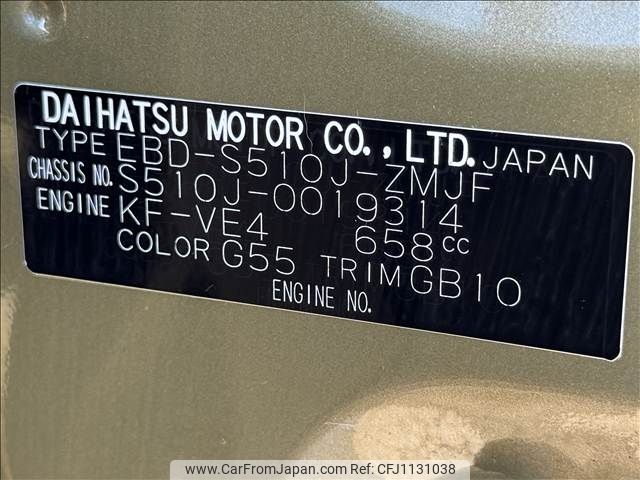 DAIHATSU MOTOR CO., LTD. JAPAN
TYPE EBD-S510J-ZMJF
CHASSIS NO. S510J-0019314
ENGINE KF-VE4 658cc
COLOR G55 TRIM GB10
ENGINE NO.
www.CarFromJapan.com - CFJ1131038